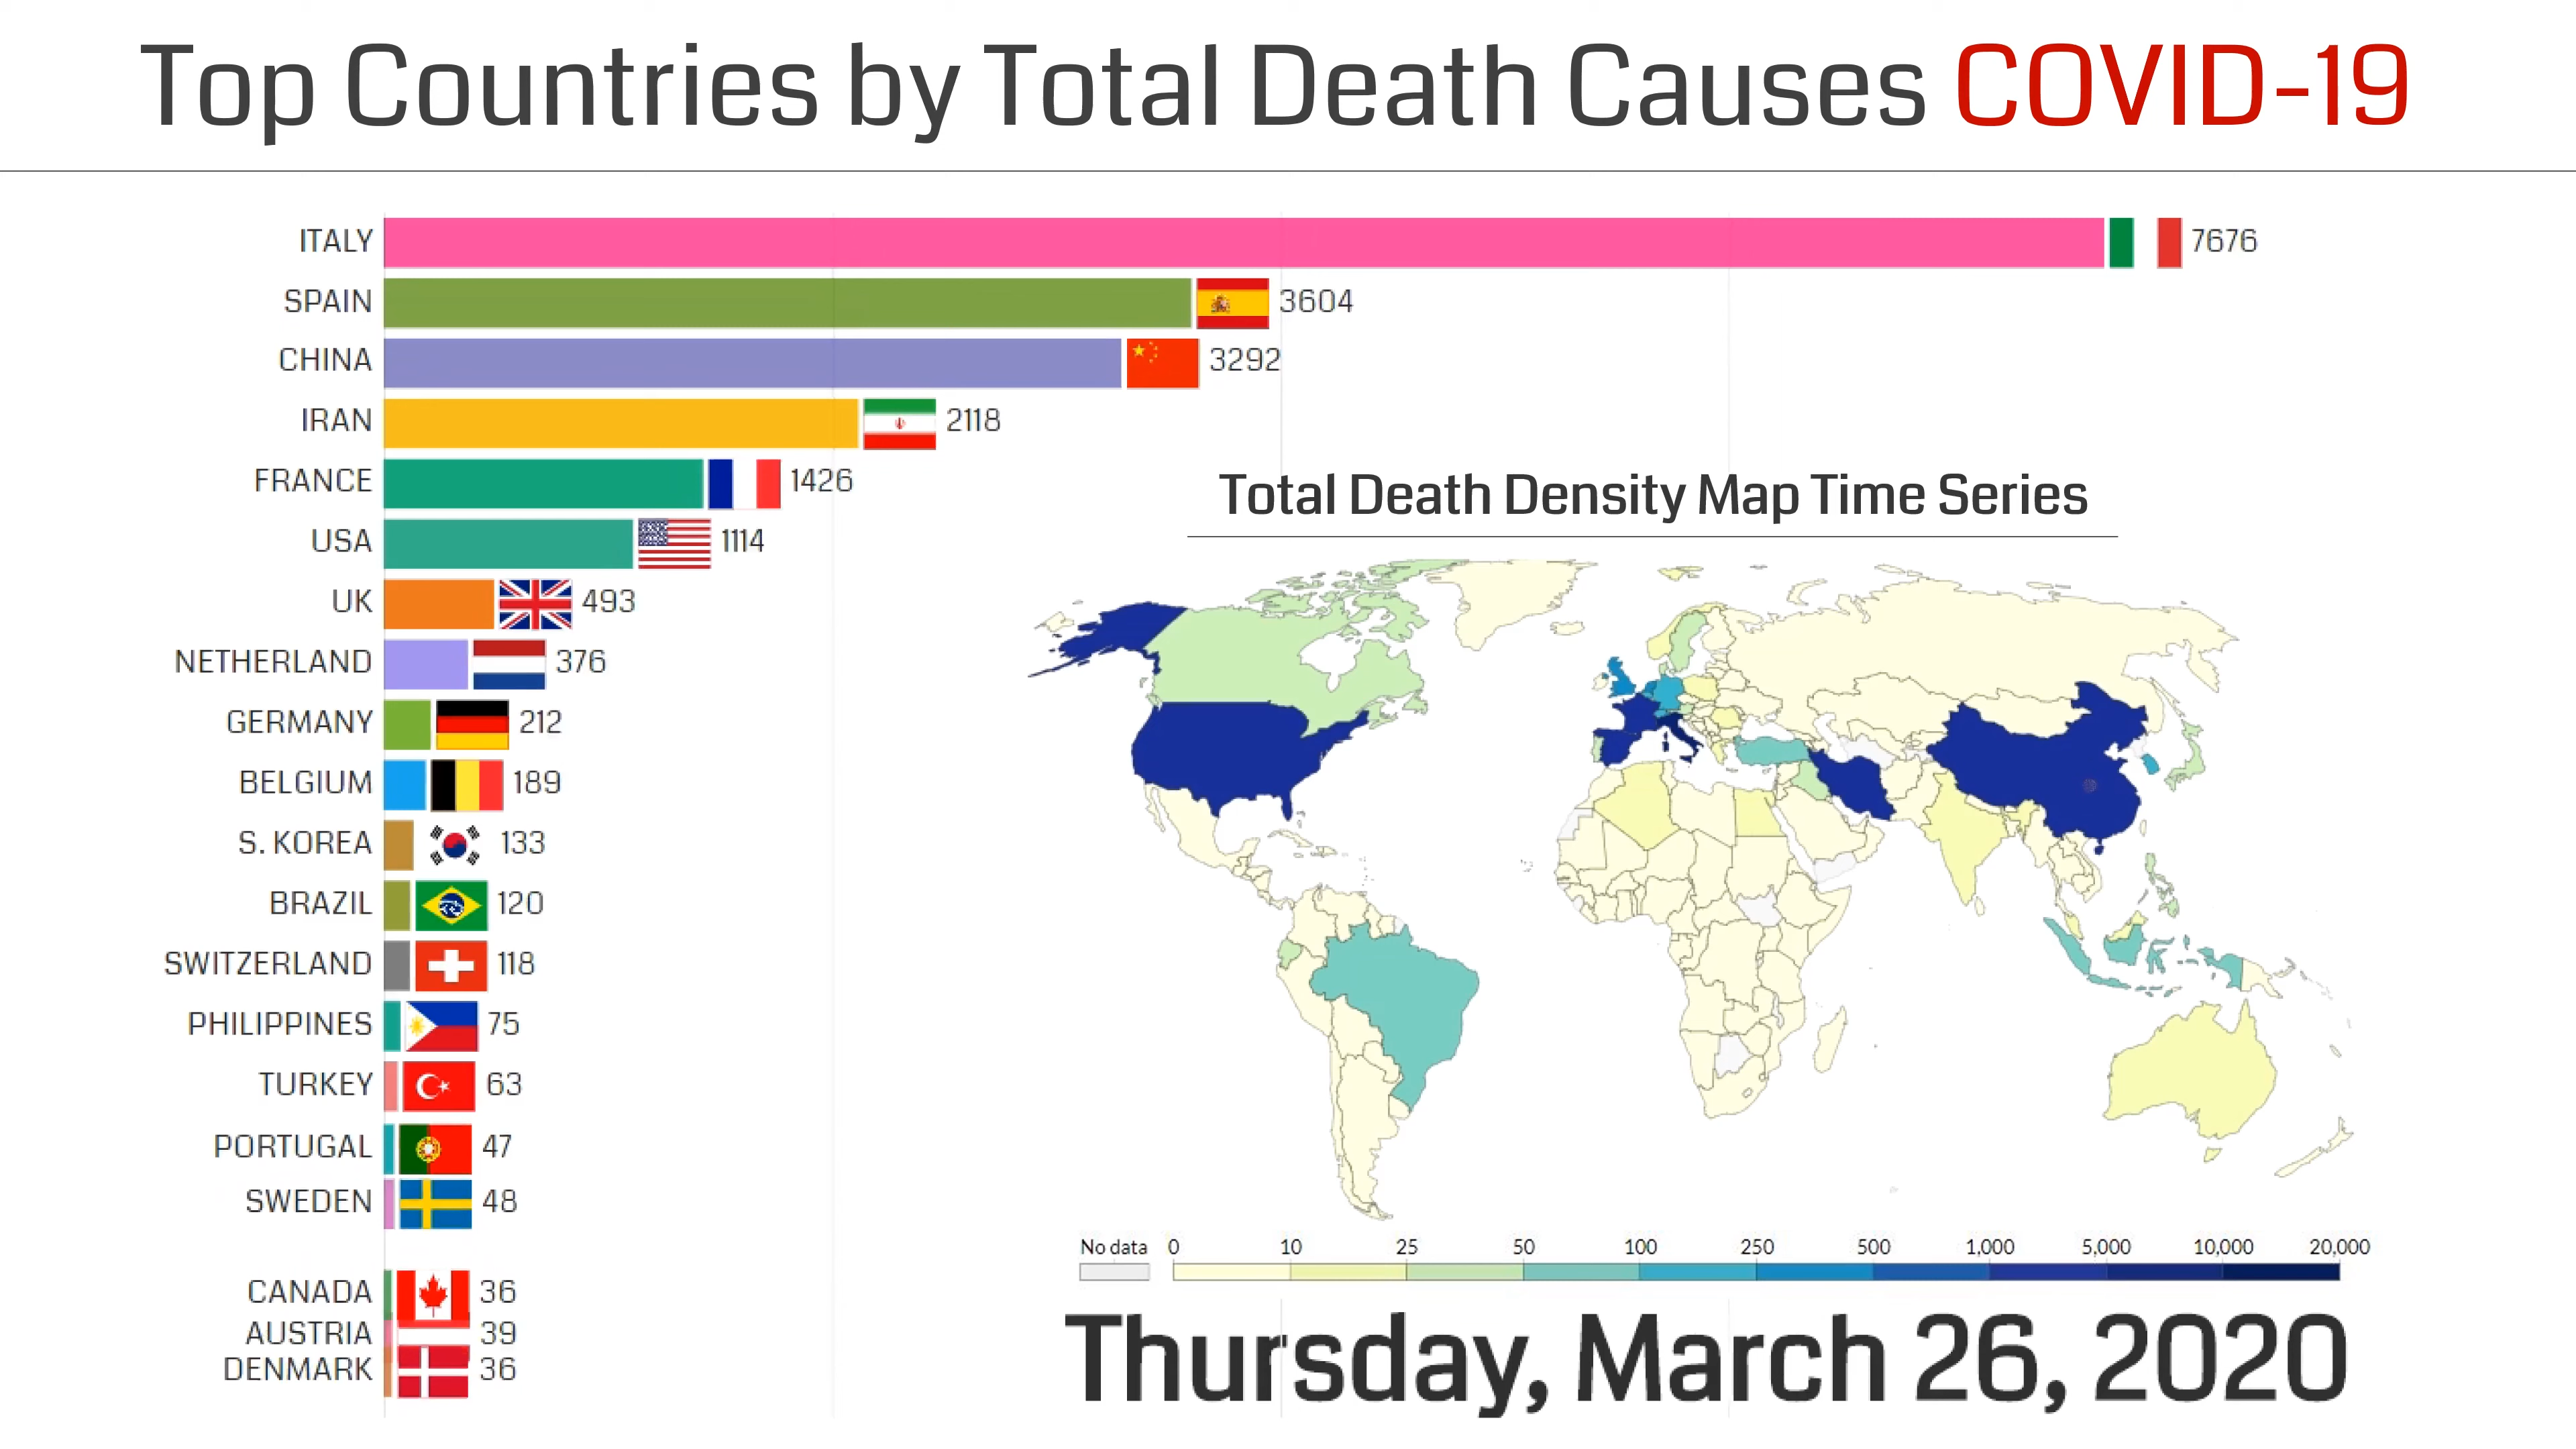 Top Countries by Total Death Causes COVID-19
ITALY 7676
SPAIN 3604
CHINA 3292
IRAN 2118
FRANCE 1426
USA 1114
UK 493
NETHERLAND 376
GERMANY 212
BELGIUM 189
S. KOREA 133
BRAZIL 120
SWITZERLAND 118
PHILIPPINES 75
TURKEY 63
PORTUGAL 47
SWEDEN 48
CANADA 36
AUSTRIA 39
DENMARK 36
Total Death Density Map Time Series
No data 0 10 25 50 100 250 500 1,000 5,000 10,000 20,000
Thursday, March 26, 2020